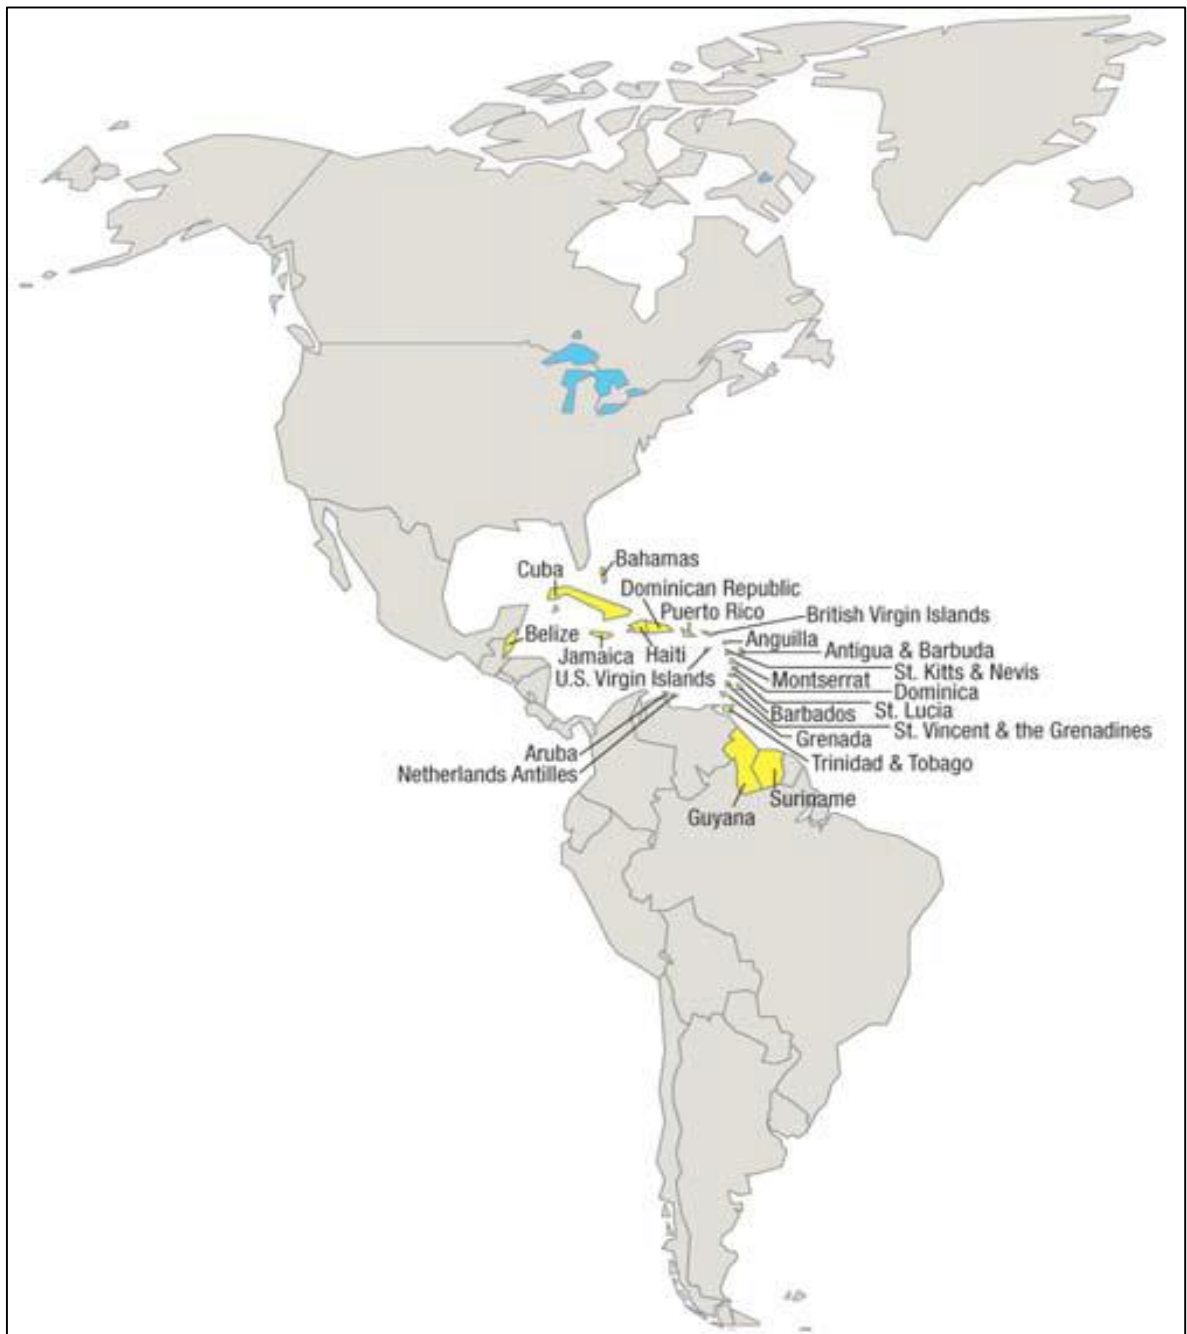 Bahamas
Cuba
Dominican Republic
Puerto Rico
British Virgin Islands
Belize
Anguilla
Jamaica
Haiti
Antigua & Barbuda
St. Kitts & Nevis
U.S. Virgin Islands
Montserrat
Dominica
Barbados
St. Lucia
St. Vincent & the Grenadines
Grenada
Aruba
Trinidad & Tobago
Netherlands Antilles
Suriname
Guyana